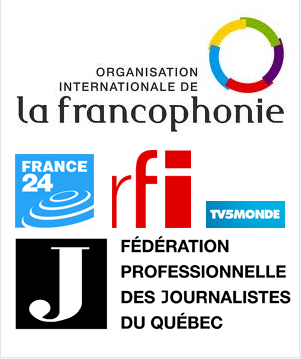 ORGANISATION
INTERNATIONALE DE
la francophonie
FRANCE
24
rfi
TV5MONDE
J
FÉDÉRATION
PROFESSIONNELLE
DES JOURNALISTES
DU QUÉBEC